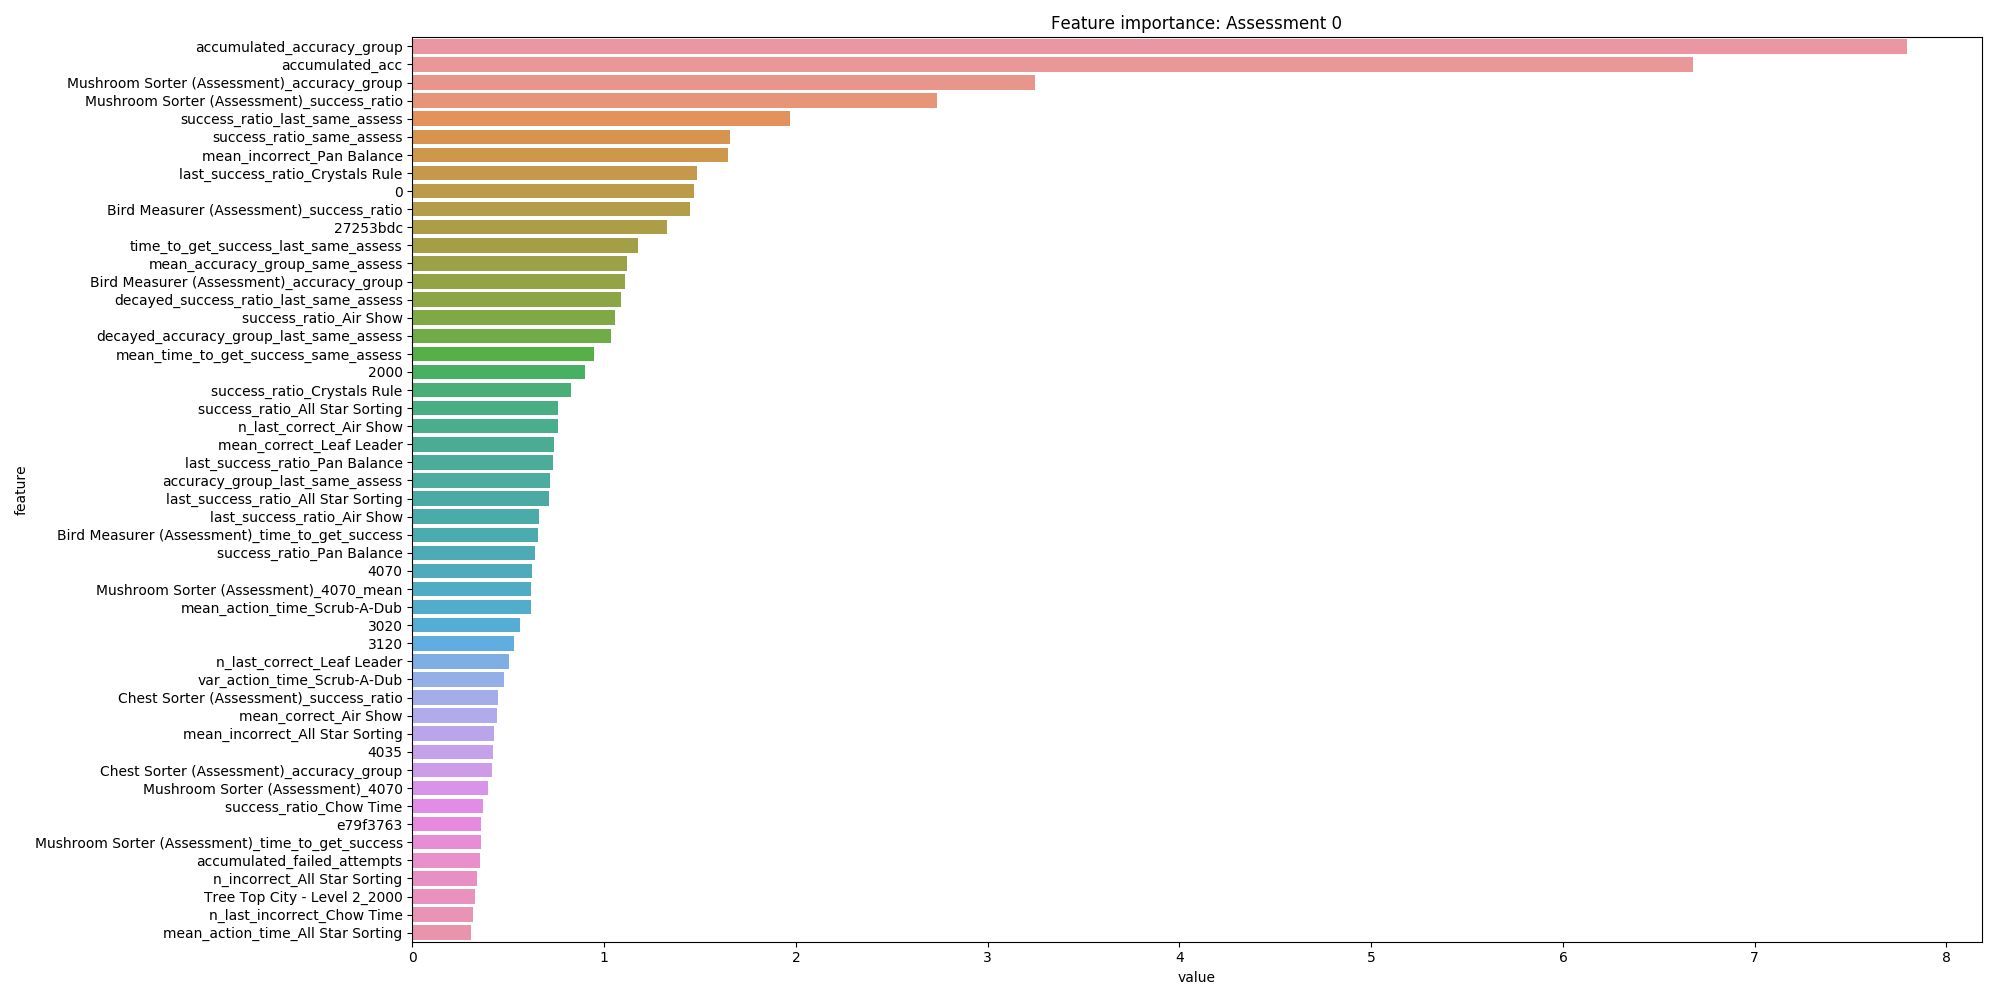 Feature importance: Assessment 0
accumulated_accuracy_group
accumulated_acc
Mushroom Sorter (Assessment)_accuracy_group
Mushroom Sorter (Assessment)_success_ratio
success_ratio_last_same_assess
success_ratio_same_assess
mean_incorrect_Pan Balance
last_success_ratio_Crystals Rule
0
Bird Measurer (Assessment)_success_ratio
27253bdc
time_to_get_success_last_same_assess
mean_accuracy_group_same_assess
Bird Measurer (Assessment)_accuracy_group
decayed_success_ratio_last_same_assess
success_ratio_Air Show
decayed_accuracy_group_last_same_assess
mean_time_to_get_success_same_assess
2000
success_ratio_Crystals Rule
success_ratio_All Star Sorting
n_last_correct_Air Show
mean_correct_Leaf Leader
last_success_ratio_Pan Balance
accuracy_group_last_same_assess
last_success_ratio_All Star Sorting
last_success_ratio_Air Show
Bird Measurer (Assessment)_time_to_get_success
success_ratio_Pan Balance
4070
Mushroom Sorter (Assessment)_4070_mean
mean_action_time_Scrub-A-Dub
3020
3120
n_last_correct_Leaf Leader
var_action_time_Scrub-A-Dub
Chest Sorter (Assessment)_success_ratio
mean_correct_Air Show
mean_incorrect_All Star Sorting
4035
Chest Sorter (Assessment)_accuracy_group
Mushroom Sorter (Assessment)_4070
success_ratio_Chow Time
e79f3763
Mushroom Sorter (Assessment)_time_to_get_success
accumulated_failed_attempts
n_incorrect_All Star Sorting
Tree Top City - Level 2_2000
n_last_incorrect_Chow Time
mean_action_time_All Star Sorting
feature
0 1 2 3 4 5 6 7 8
value